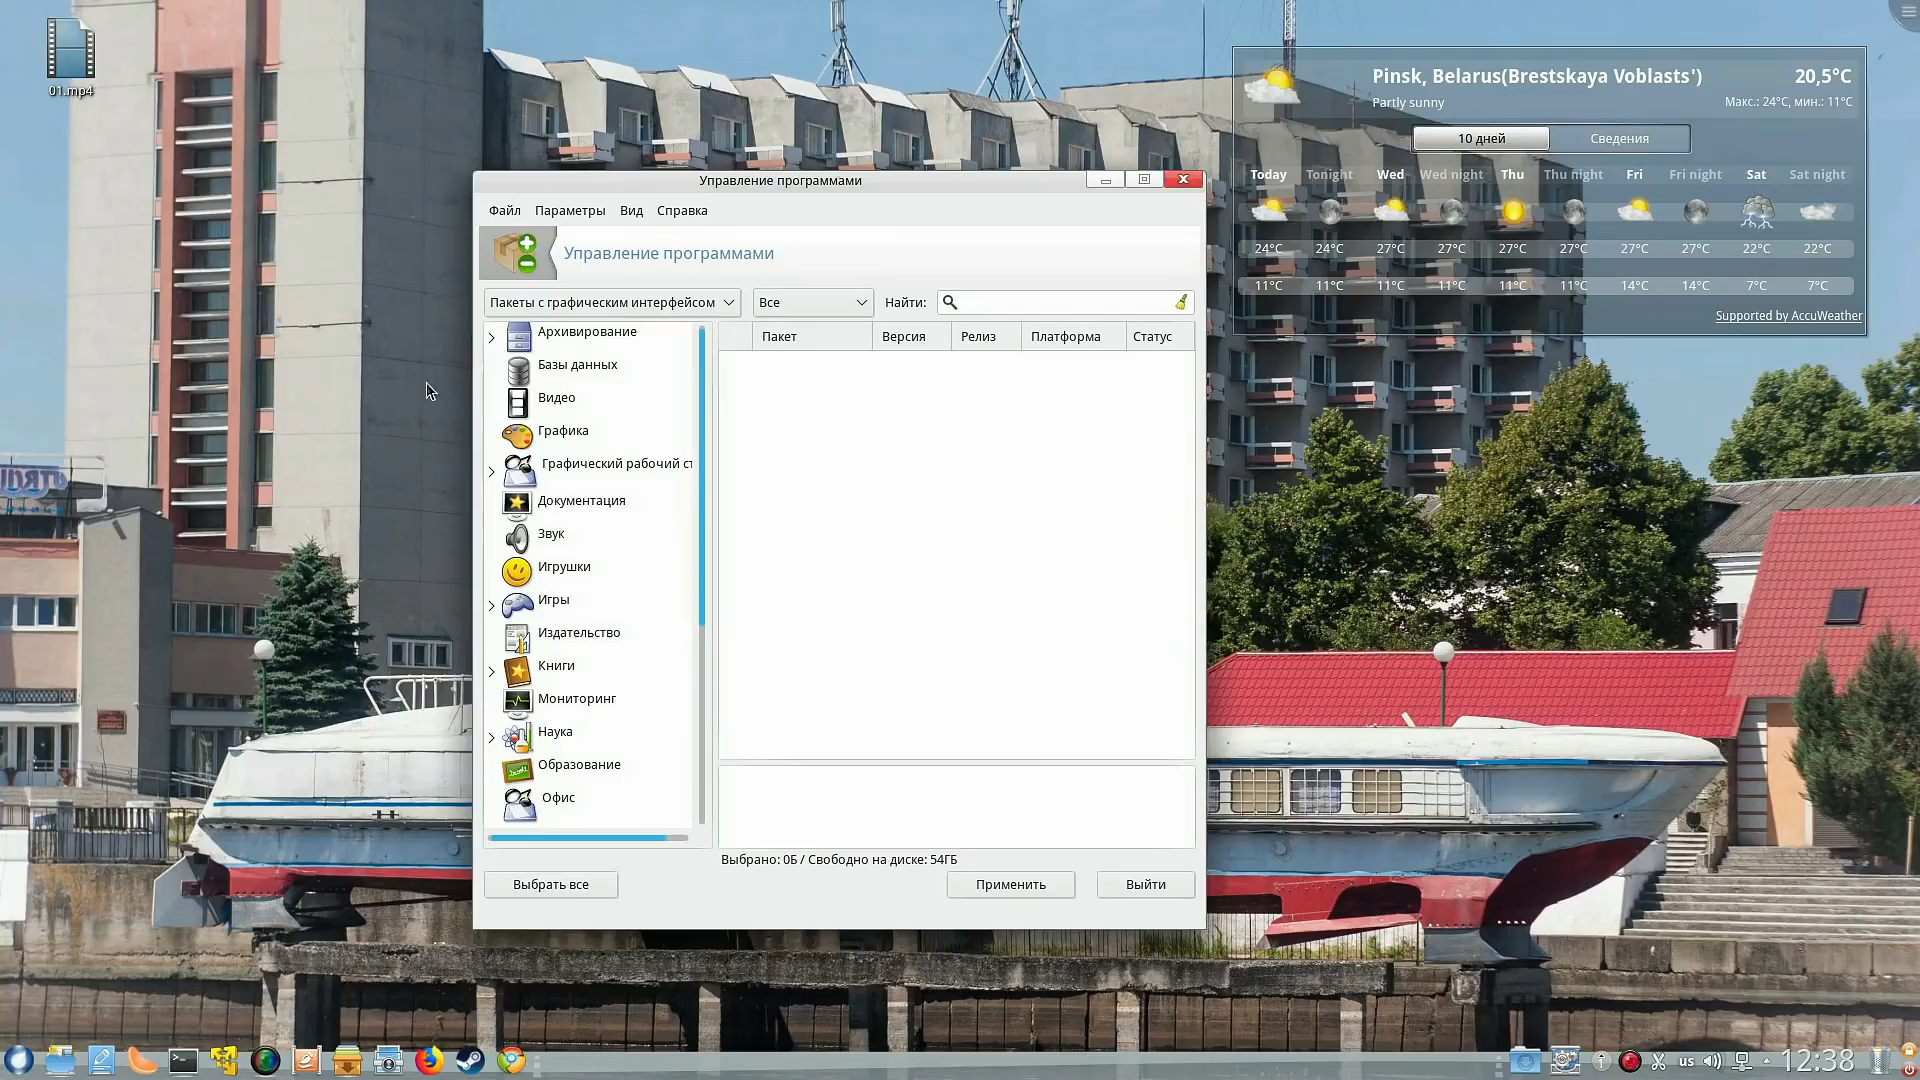 01.mp4
Pinsk, Belarus(Brestskaya Voblasts')
20,5°C
Partly sunny
Макс.: 24°C, мин.: 11°C
10 дней
Сведения
Today Tonight Wed Wed night Thu Thu night Fri Fri night Sat Sat night
24°C 24°C 27°C 27°C 27°C 27°C 27°C 27°C 22°C 22°C
11°C 11°C 11°C 11°C 11°C 11°C 14°C 14°C 7°C 7°C
Supported by AccuWeather
Управление программами
Файл Параметры Вид Справка
Управление программами
Пакеты с графическим интерфейсом
Все
Найти:
Архивирование
Базы данных
Видео
Графика
Графический рабочий ст
Документация
Звук
Игрушки
Игры
Издательство
Книги
Мониторинг
Наука
Образование
Офис
Пакет Версия Релиз Платформа Статус
Выбрано: 0Б / Свободно на диске: 54ГБ
Выбрать все
Применить
Выйти
us
12:38